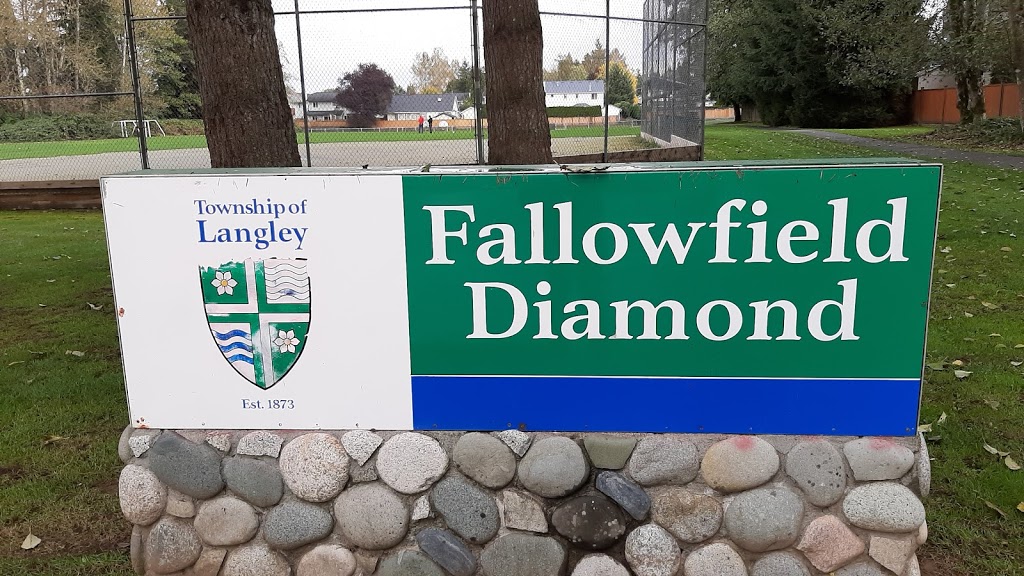 Township of
Langley
Est. 1873
Fallowfield
Diamond